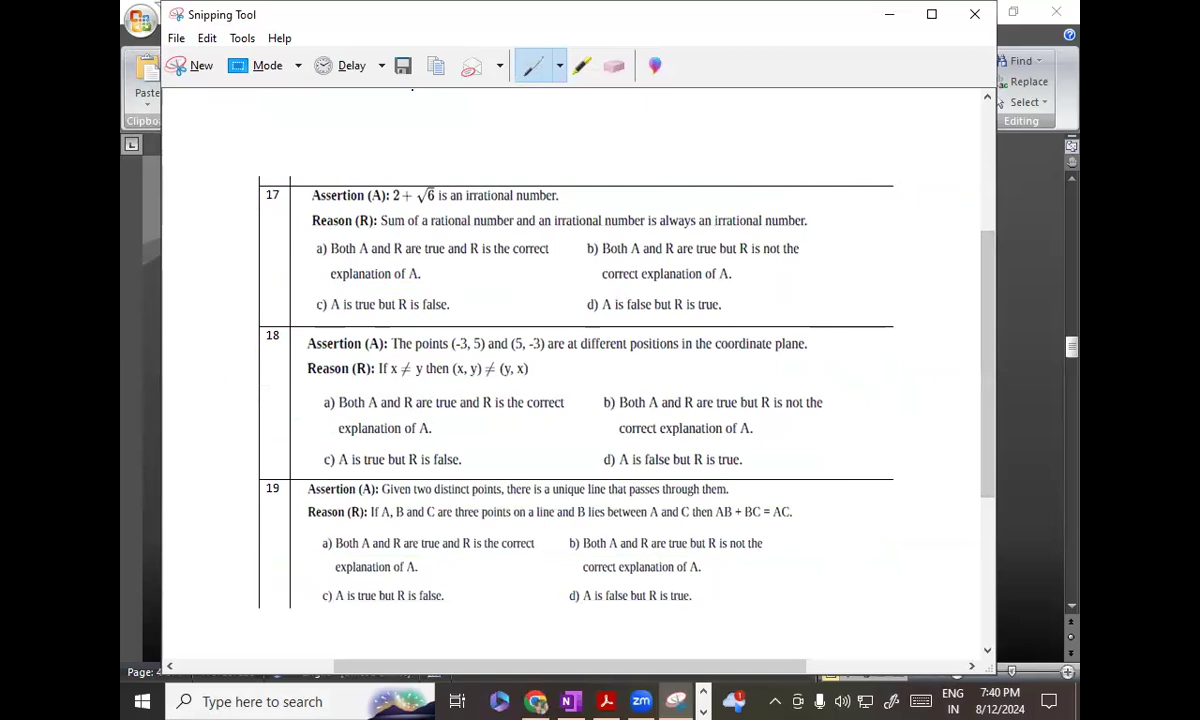 Snipping Tool
File Edit Tools Help
New Mode Delay
Paste
Clipbo
Find
Replace
Select
Editing
17 Assertion (A): 2 + √6 is an irrational number.
Reason (R): Sum of a rational number and an irrational number is always an irrational number.
a) Both A and R are true and R is the correct b) Both A and R are true but R is not the
explanation of A. correct explanation of A.
c) A is true but R is false. d) A is false but R is true.
18 Assertion (A): The points (-3, 5) and (5, -3) are at different positions in the coordinate plane.
Reason (R): If x ≠ y then (x, y) ≠ (y, x)
a) Both A and R are true and R is the correct b) Both A and R are true but R is not the
explanation of A. correct explanation of A.
c) A is true but R is false. d) A is false but R is true.
19 Assertion (A): Given two distinct points, there is a unique line that passes through them.
Reason (R): If A, B and C are three points on a line and B lies between A and C then AB + BC = AC.
a) Both A and R are true and R is the correct b) Both A and R are true but R is not the
explanation of A. correct explanation of A.
c) A is true but R is false. d) A is false but R is true.
Page: 4
Type here to search
ENG 7:40 PM
IN 8/12/2024